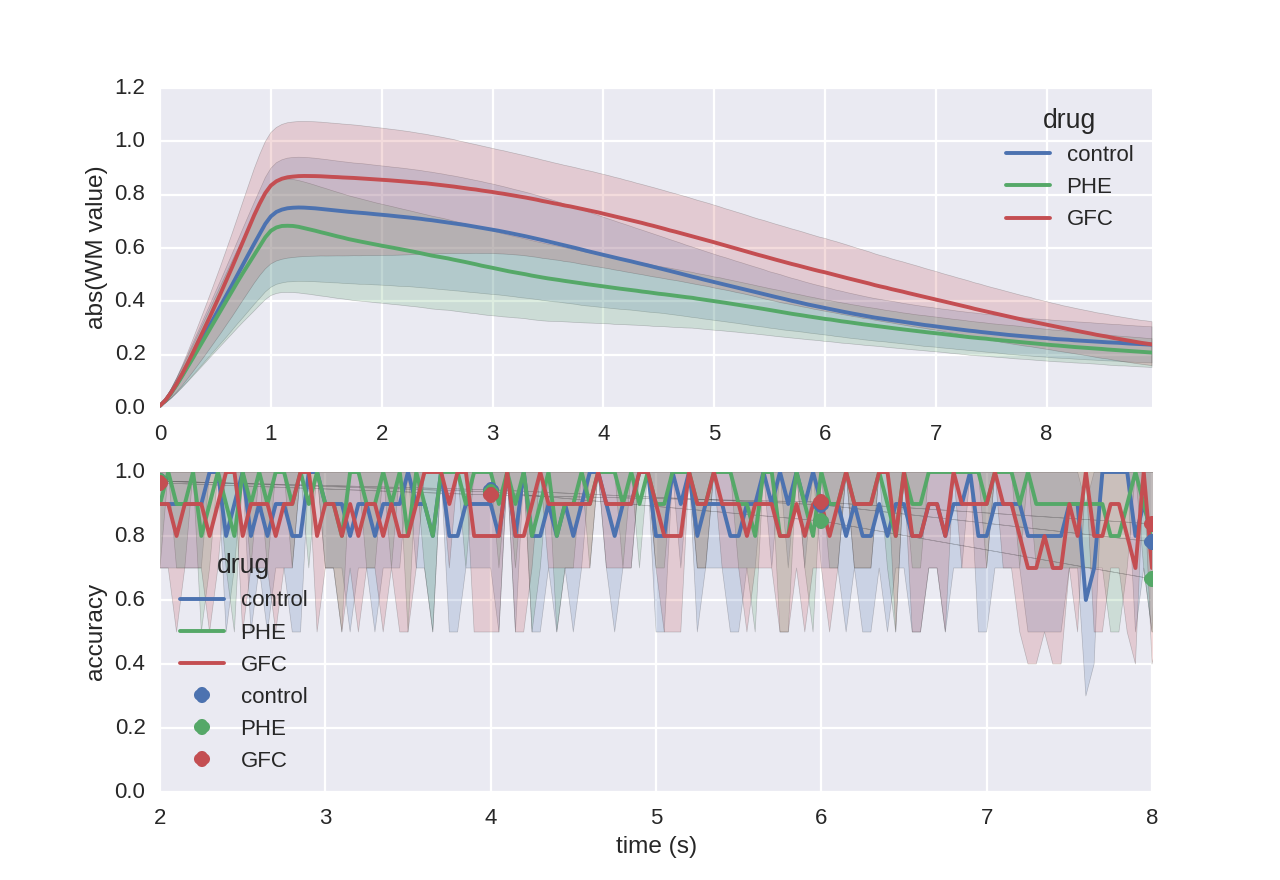 1.2
1.0
0.8
0.6
0.4
0.2
0.0
abs(WM value)
0 1 2 3 4 5 6 7 8
drug
control
PHE
GFC
1.0
0.8
0.6
0.4
0.2
0.0
accuracy
drug
control
PHE
GFC
control
PHE
GFC
2 3 4 5 6 7 8
time (s)